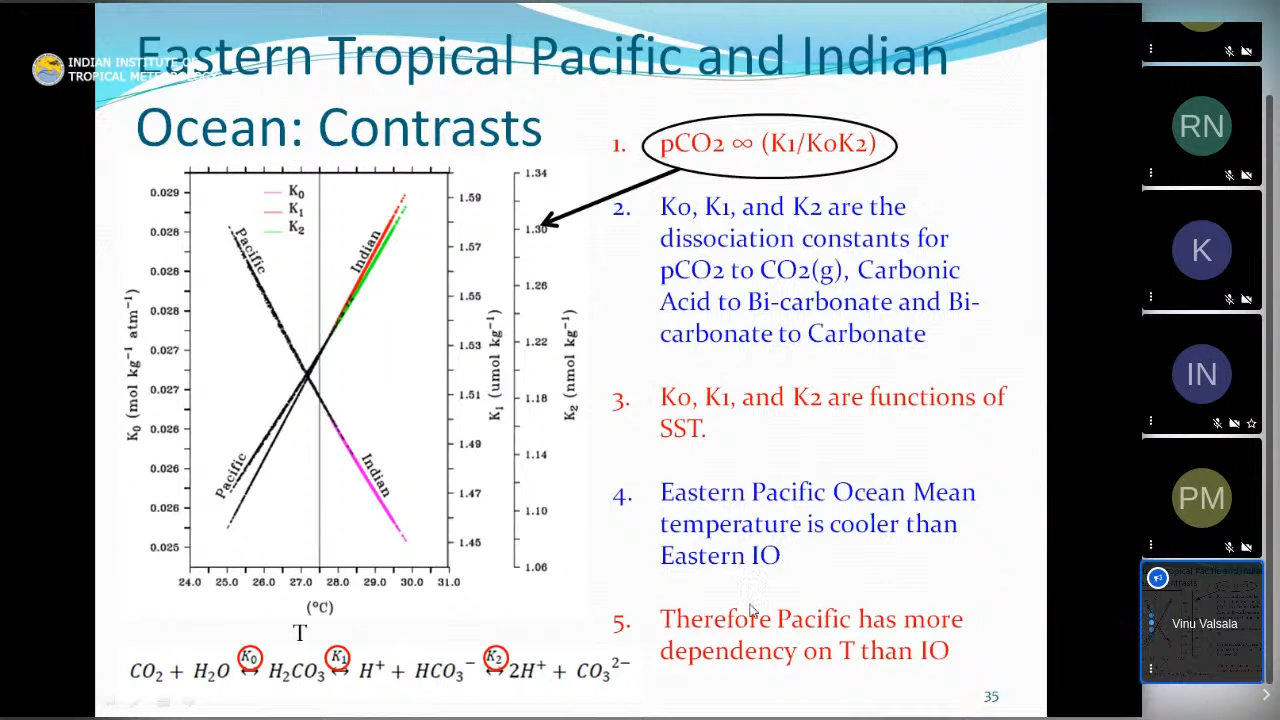 Eastern Tropical Pacific and Indian
Ocean: Contrasts
INDIAN INSTITUTE OF
TROPICAL METEOROLOGY
1. pCO2 ∞ (K1/K0K2)
2. K0, K1, and K2 are the
dissociation constants for
pCO2 to CO2(g), Carbonic
Acid to Bi-carbonate and Bi-
carbonate to Carbonate
3. K0, K1, and K2 are functions of
SST.
4. Eastern Pacific Ocean Mean
temperature is cooler than
Eastern IO
5. Therefore Pacific has more
dependency on T than IO
K₀
K₁
K₂
Pacific
Indian
Pacific
Indian
K₀ (mol kg⁻¹ atm⁻¹)
0.029
0.028
0.028
0.028
0.027
0.027
0.026
0.026
0.026
0.025
1.59
1.57
1.55
1.53
1.51
1.49
1.47
1.45
K₁ (umol kg⁻¹)
1.34
1.30
1.26
1.22
1.18
1.14
1.10
1.06
K₂ (nmol kg⁻¹)
24.0 25.0 26.0 27.0 28.0 29.0 30.0 31.0
(°C)
T
CO₂ + H₂O K₀ ↔ H₂CO₃ K₁ ↔ H⁺ + HCO₃⁻ K₂ ↔ 2H⁺ + CO₃²⁻
35
RN
K
IN
PM
Vinu Valsala